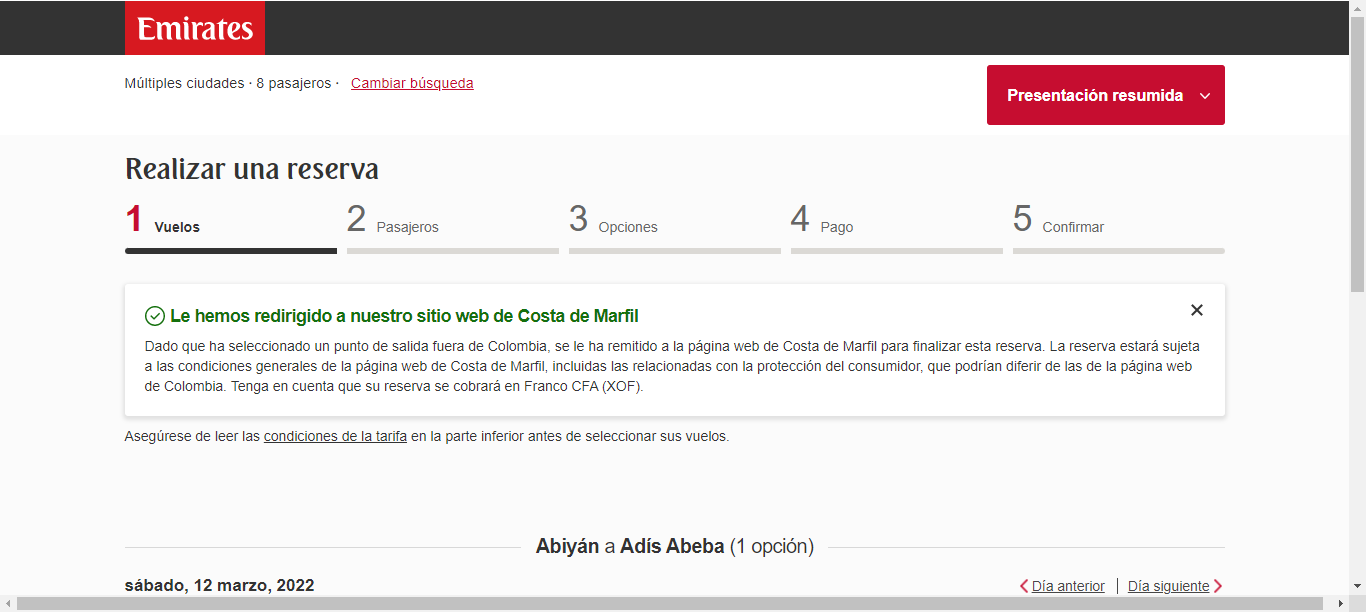 Emirates
Múltiples ciudades · 8 pasajeros · Cambiar búsqueda
Presentación resumida
Realizar una reserva
1 Vuelos
2 Pasajeros
3 Opciones
4 Pago
5 Confirmar
Le hemos redirigido a nuestro sitio web de Costa de Marfil
Dado que ha seleccionado un punto de salida fuera de Colombia, se le ha remitido a la página web de Costa de Marfil para finalizar esta reserva. La reserva estará sujeta
a las condiciones generales de la página web de Costa de Marfil, incluidas las relacionadas con la protección del consumidor, que podrían diferir de las de la página web
de Colombia. Tenga en cuenta que su reserva se cobrará en Franco CFA (XOF).
Asegúrese de leer las condiciones de la tarifa en la parte inferior antes de seleccionar sus vuelos.
Abiyán a Adís Abeba (1 opción)
sábado, 12 marzo, 2022
Día anterior | Día siguiente